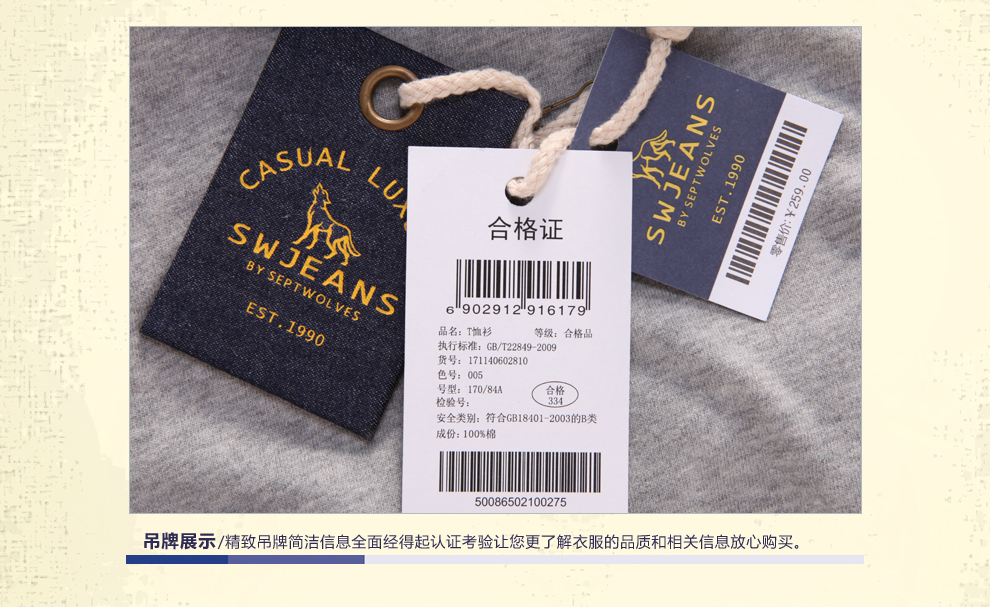 CASUAL LUX
SWJEANS
BY SEPTWOLVES
EST.1990
合格证
6 902912 916179
品名: T恤衫 等级: 合格品
执行标准: GB/T22849-2009
货号: 171140602810
色号: 005
号型: 170/84A
合格
334
检验号:
安全类别: 符合GB18401-2003的B类
成份: 100%棉
50086502100275
SWJEANS
BY SEPTWOLVES
EST.1990
零售价:￥259.00
吊牌展示/精致吊牌简洁信息全面经得起认证考验让您更了解衣服的品质和相关信息放心购买。